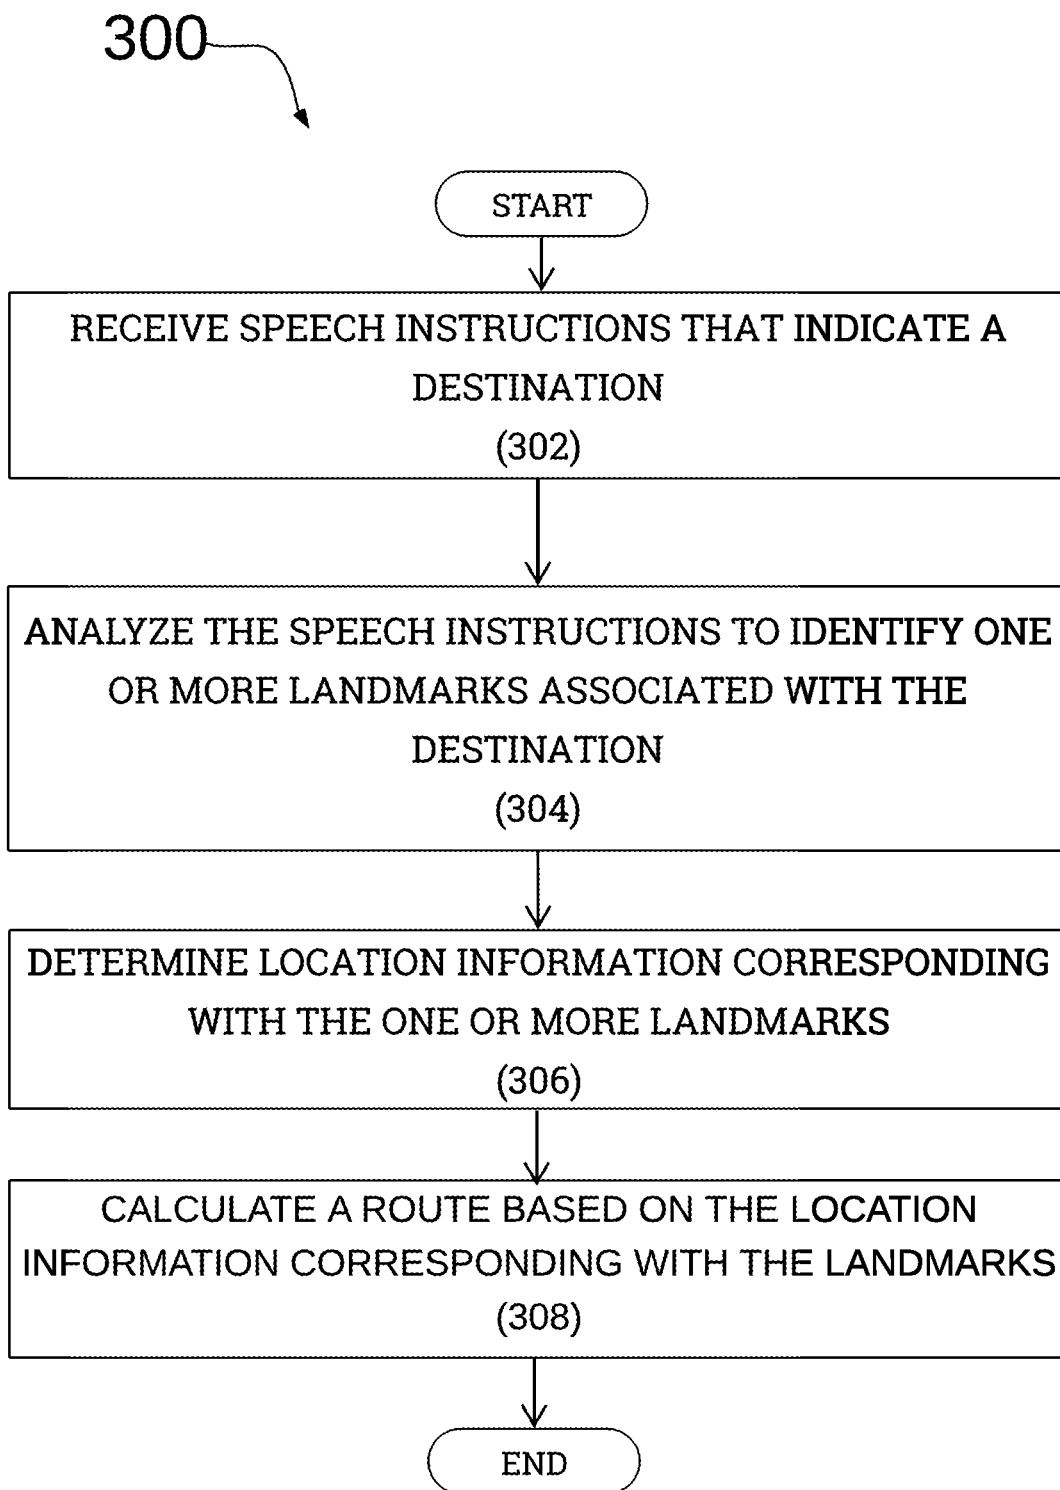 300
START
RECEIVE SPEECH INSTRUCTIONS THAT INDICATE A
DESTINATION
(302)
ANALYZE THE SPEECH INSTRUCTIONS TO IDENTIFY ONE
OR MORE LANDMARKS ASSOCIATED WITH THE
DESTINATION
(304)
DETERMINE LOCATION INFORMATION CORRESPONDING
WITH THE ONE OR MORE LANDMARKS
(306)
CALCULATE A ROUTE BASED ON THE LOCATION
INFORMATION CORRESPONDING WITH THE LANDMARKS
(308)
END